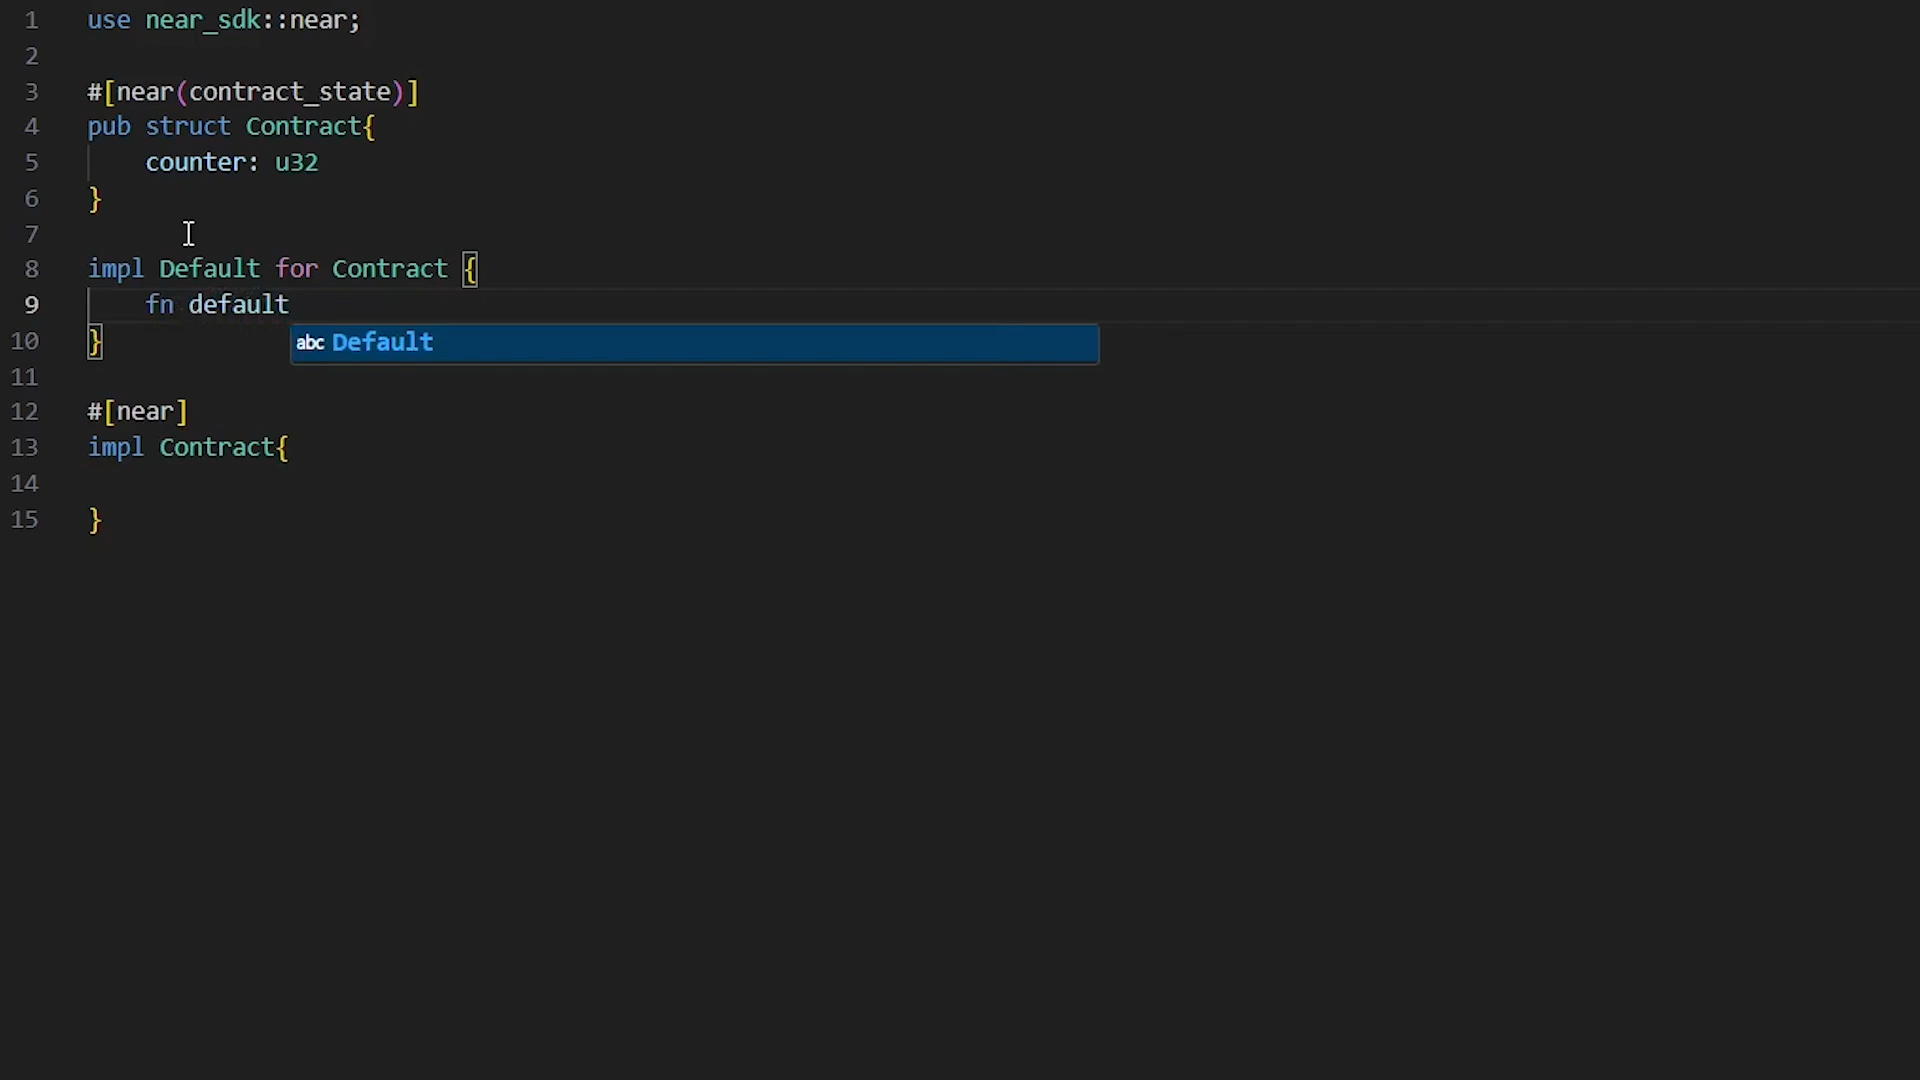 1 use near_sdk::near;
2
3 #[near(contract_state)]
4 pub struct Contract{
5     counter: u32
6 }
7
8 impl Default for Contract {
9     fn default
abc Default
10 }
11
12 #[near]
13 impl Contract{
14
15 }